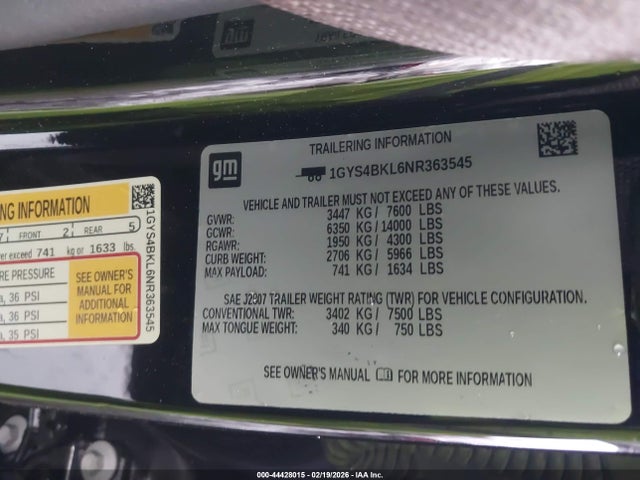 NG INFORMATION
FRONT 2 REAR 5
er exceed 741 kg or 1633 lbs.
RE PRESSURE
a, 36 PSI
a, 36 PSI
a, 35 PSI
SEE OWNER'S
MANUAL FOR
ADDITIONAL
INFORMATION
1GYS4BKL6NR363545
gm
TRAILERING INFORMATION
1GYS4BKL6NR363545
VEHICLE AND TRAILER MUST NOT EXCEED ANY OF THESE VALUES.
GVWR: 3447 KG / 7600 LBS
GCWR: 6350 KG / 14000 LBS
RGAWR: 1950 KG / 4300 LBS
CURB WEIGHT: 2706 KG / 5966 LBS
MAX PAYLOAD: 741 KG / 1634 LBS
SAE J2807 TRAILER WEIGHT RATING (TWR) FOR VEHICLE CONFIGURATION.
CONVENTIONAL TWR: 3402 KG / 7500 LBS
MAX TONGUE WEIGHT: 340 KG / 750 LBS
SEE OWNER'S MANUAL FOR MORE INFORMATION
000-44428015 - 02/19/2026 - IAA Inc.